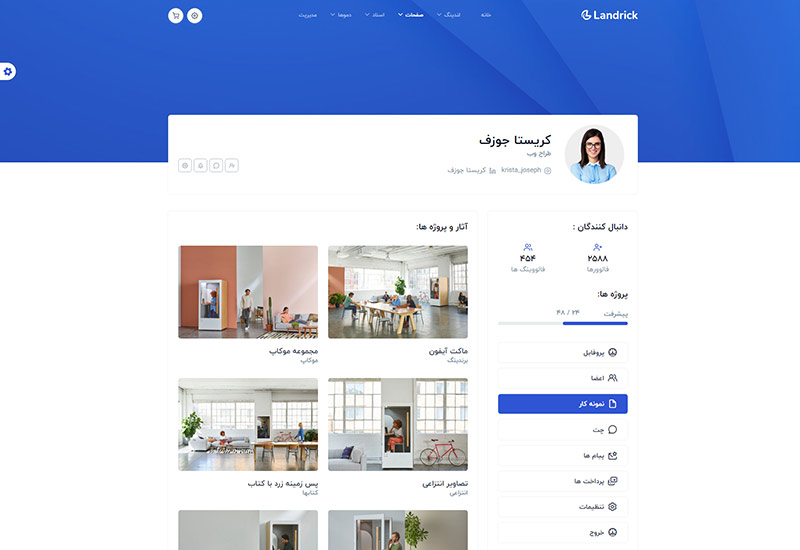 Landrick
خانه
لندینگ
صفحات
اسناد
دموها
مدیریت
کریستا جوزف
طراح وب
krista_joseph
کریستا جوزف
دانبال کنندگان :
۲۵۸۸
فالوورها
۴۵۴
فالووینگ ها
پروژه ها:
پیشرفت
۲۴ / ۴۸
پروفایل
اعضا
نمونه کار
چت
پیام ها
پرداخت ها
تنظیمات
خروج
آثار و پروژه ها:
ماکت آیفون
برندینگ
مجموعه موکاپ
موکاپ
تصاویر انتزاعی
انتزاعی
پس زمینه زرد با کتاب
کتابها